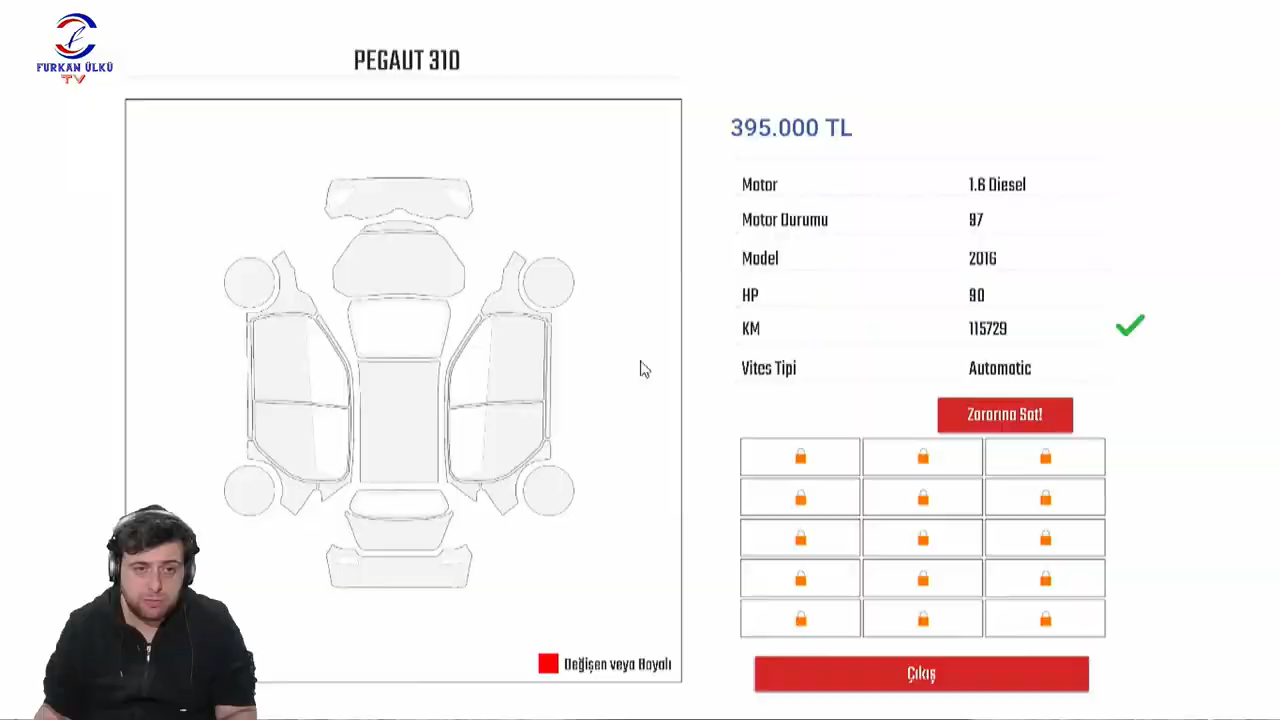 FURKAN ÜLKÜ
TV
PEGAUT 310
395.000 TL
Motor 1.6 Diesel
Motor Durumu 97
Model 2016
HP 90
KM 115729
Vites Tipi Automatic
Zararına Sat!
Değişen veya Boyalı
Çıkış